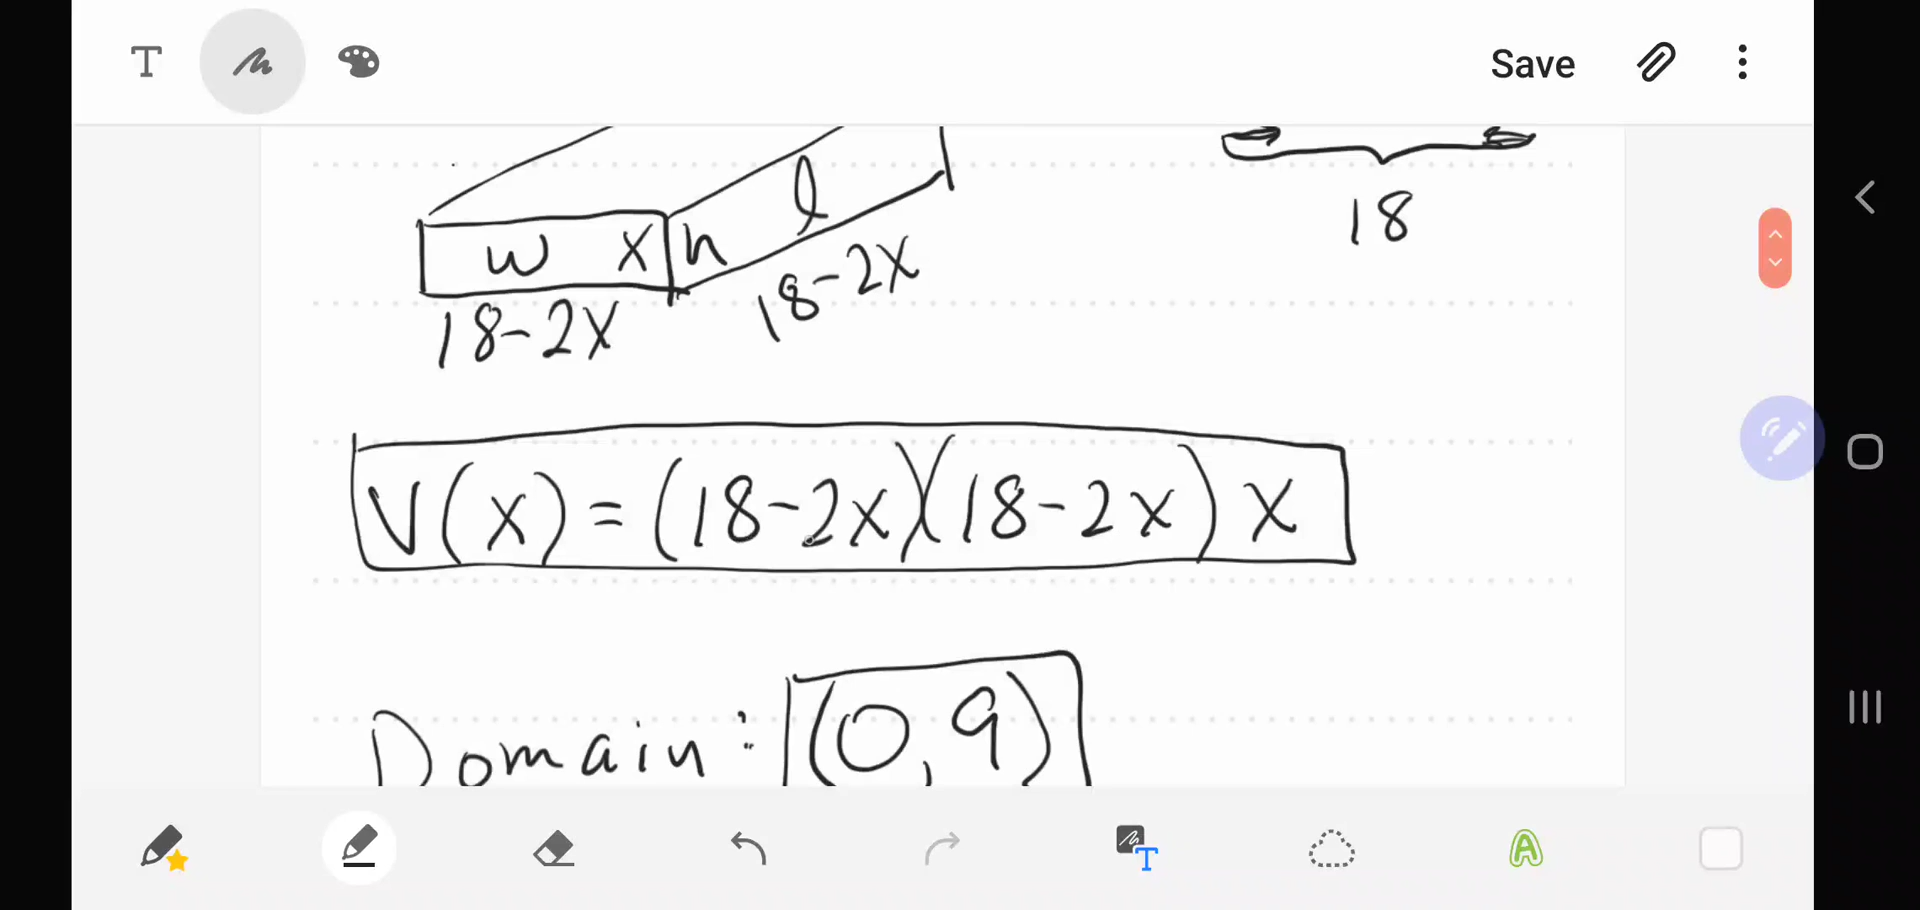 T
Save
l
w x h
18
18-2x
18-2x
V(x) = (18-2x)(18-2x) x
Domain: (0,9)
T
A